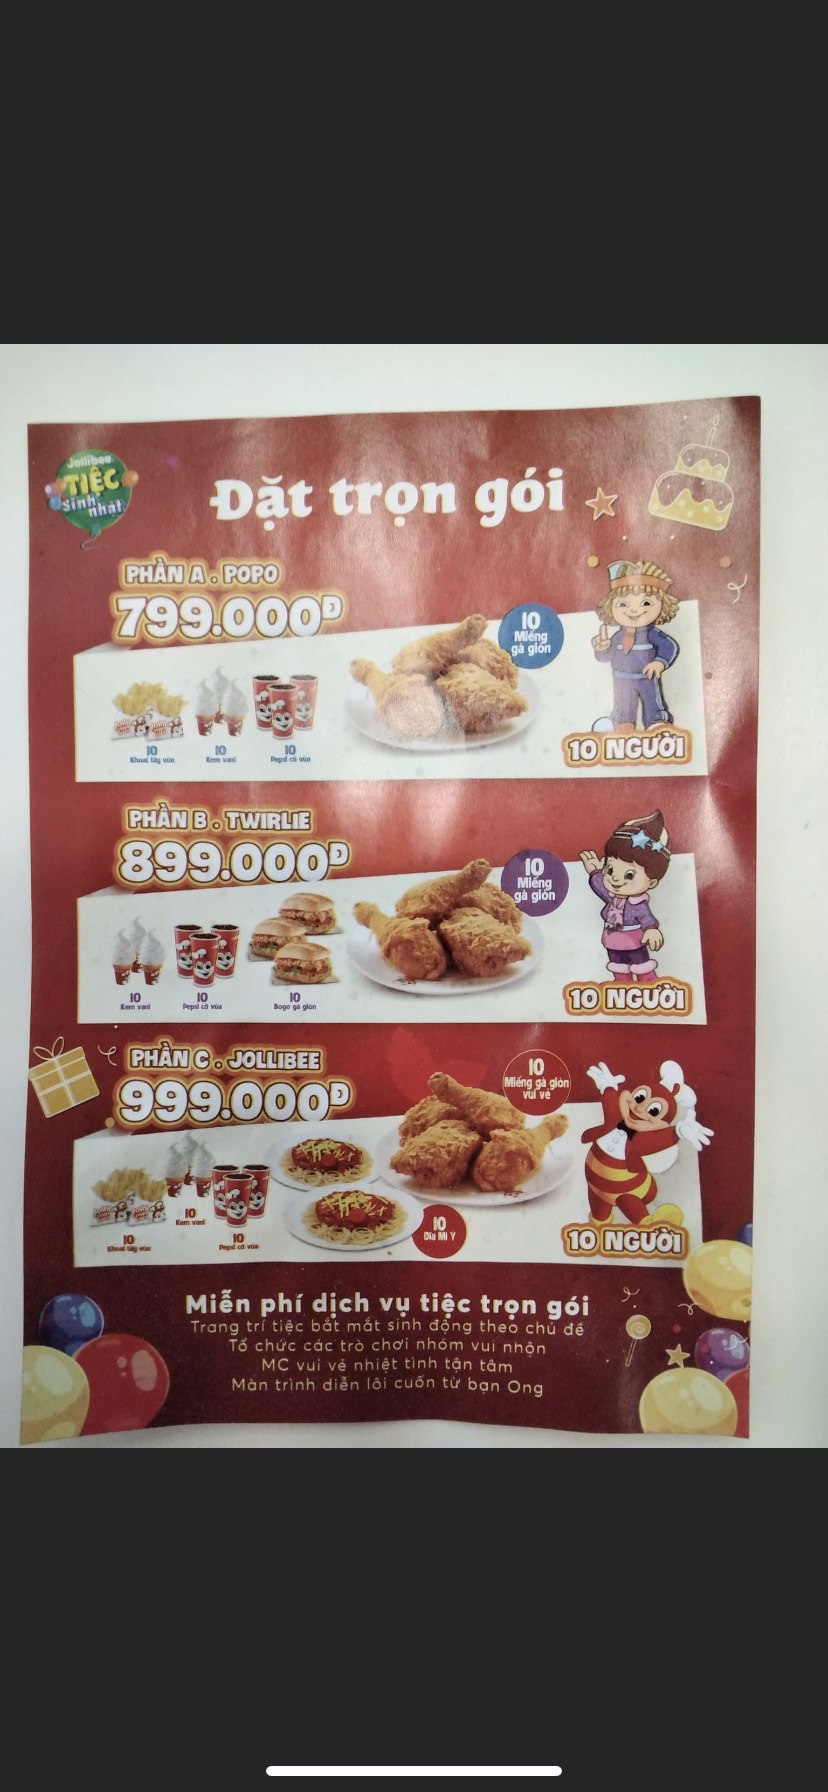 Jollibee
TIỆC
sinh
nhật
Đặt trọn gói
PHẦN A . POPO
799.000Đ
10
Miếng
gà giòn
10
Khoai tây vừa
10
Kem vani
10
Pepsi cỡ vừa
10 NGƯỜI
PHẦN B . TWIRLIE
899.000Đ
10
Miếng
gà giòn
10
Kem vani
10
Pepsi cỡ vừa
10
Bơgơ gà giòn
10 NGƯỜI
PHẦN C . JOLLIBEE
999.000Đ
10
Miếng gà giòn
vui vẻ
10
Khoai tây vừa
10
Kem vani
10
Pepsi cỡ vừa
10
Đĩa Mì Ý
10 NGƯỜI
Miễn phí dịch vụ tiệc trọn gói
Trang trí tiệc bắt mắt sinh động theo chủ đề
Tổ chức các trò chơi nhóm vui nhộn
MC vui vẻ nhiệt tình tận tâm
Màn trình diễn lôi cuốn từ bạn Ong